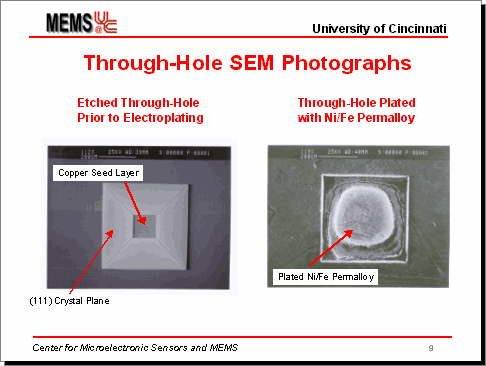 MEMS
@
University of Cincinnati
Through-Hole SEM Photographs
Etched Through-Hole
Prior to Electroplating
Through-Hole Plated
with Ni/Fe Permalloy
Copper Seed Layer
Plated Ni/Fe Permalloy
(111) Crystal Plane
Center for Microelectronic Sensors and MEMS
9